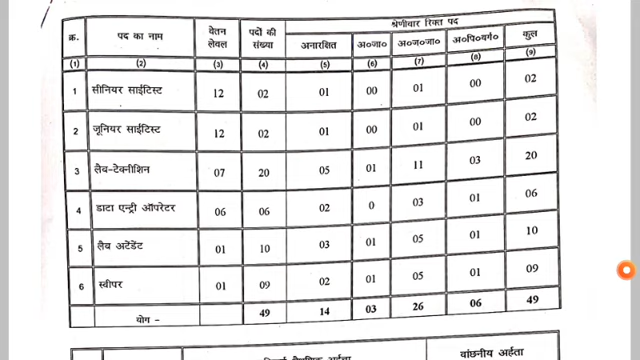 श्रेणीवार रिक्त पद
क्र. पद का नाम वेतन लेवल पदों की संख्या अनारक्षित अ०जा० अ०ज०जा० अ०पि०वर्ग० कुल
(1) (2) (3) (4) (5) (6) (7) (8) (9)
1 सीनियर साईटिस्ट 12 02 01 00 01 00 02
2 जूनियर साईटिस्ट 12 02 01 00 01 00 02
3 लैब-टेक्नीशिन 07 20 05 01 11 03 20
4 डाटा एन्ट्री ऑपरेटर 06 06 02 0 03 01 06
5 लैब अटेडेंट 01 10 03 01 05 01 10
6 स्वीपर 01 09 02 01 05 01 09
योग - 49 14 03 26 06 49
वांछनीय अर्हता